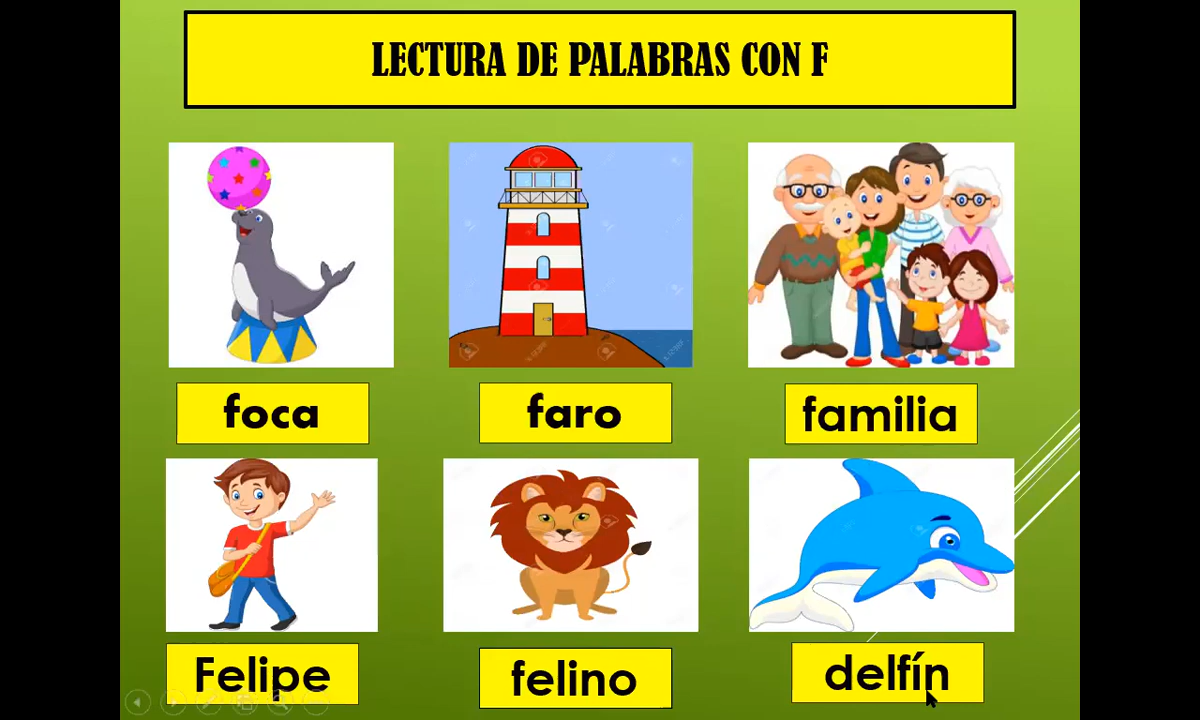 LECTURA DE PALABRAS CON F
foca
faro
familia
Felipe
felino
delfín